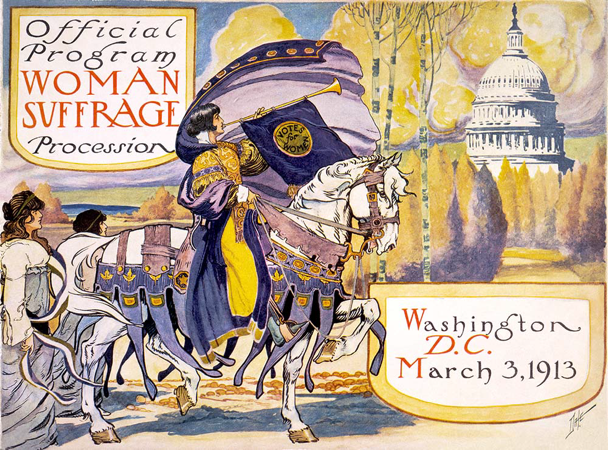 Official
Program
WOMAN
SUFFRAGE
Procession
VOTES
for
WOMEN
Washington
D.C.
March 3, 1913